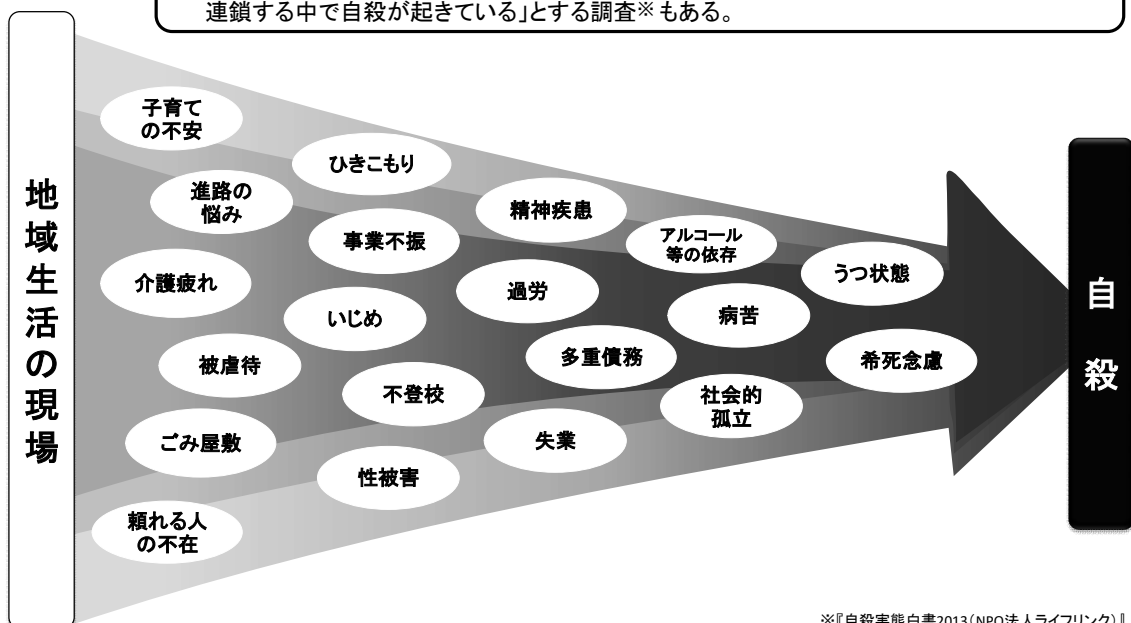 連鎖する中で自殺が起きている」とする調査※もある。
地域生活の現場
子育て
の不安
進路の
悩み
介護疲れ
被虐待
ごみ屋敷
頼れる人
の不在
ひきこもり
事業不振
いじめ
不登校
性被害
精神疾患
過労
多重債務
失業
アルコール
等の依存
病苦
社会的
孤立
うつ状態
希死念慮
自殺
※『自殺実態白書2013(NPO法人ライフリンク)』